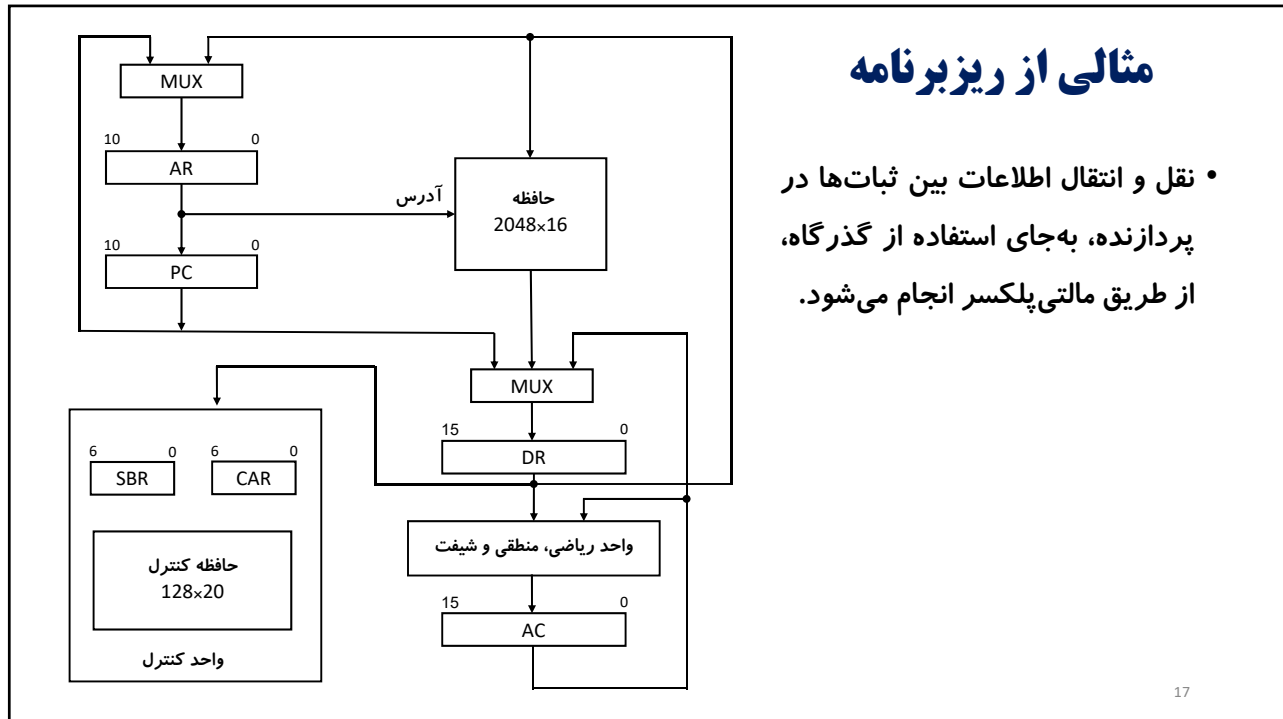 مثالی از ریزبرنامه
• نقل و انتقال اطلاعات بین ثبات‌ها در
پردازنده، به‌جای استفاده از گذرگاه،
از طریق مالتی‌پلکسر انجام می‌شود.
MUX
10 0
AR
آدرس
حافظه
2048×16
10 0
PC
MUX
15 0
DR
6 0 6 0
SBR CAR
واحد ریاضی، منطقی و شیفت
حافظه کنترل
128×20
15 0
AC
واحد کنترل
17